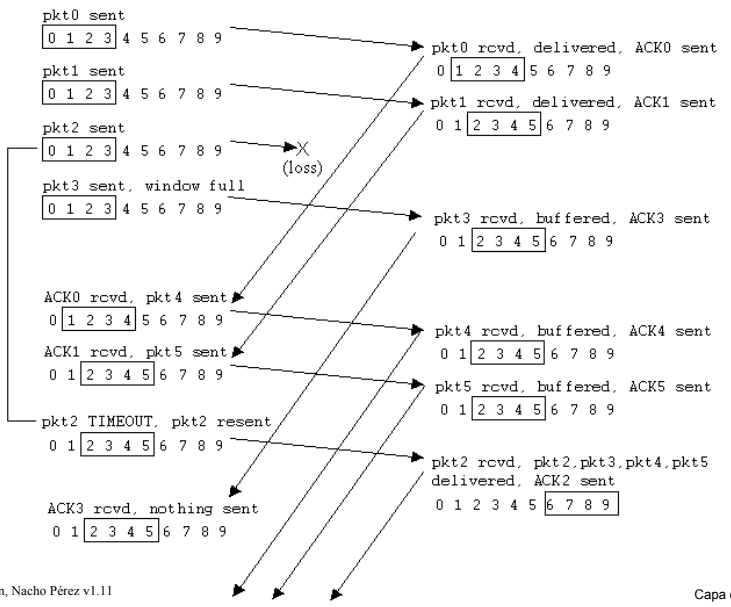 pkt0 sent
0 1 2 3 4 5 6 7 8 9
pkt1 sent
0 1 2 3 4 5 6 7 8 9
pkt2 sent
0 1 2 3 4 5 6 7 8 9
X
(loss)
pkt3 sent, window full
0 1 2 3 4 5 6 7 8 9
ACK0 rcvd, pkt4 sent
0 1 2 3 4 5 6 7 8 9
ACK1 rcvd, pkt5 sent
0 1 2 3 4 5 6 7 8 9
pkt2 TIMEOUT, pkt2 resent
0 1 2 3 4 5 6 7 8 9
ACK3 rcvd, nothing sent
0 1 2 3 4 5 6 7 8 9
pkt0 rcvd, delivered, ACK0 sent
0 1 2 3 4 5 6 7 8 9
pkt1 rcvd, delivered, ACK1 sent
0 1 2 3 4 5 6 7 8 9
pkt3 rcvd, buffered, ACK3 sent
0 1 2 3 4 5 6 7 8 9
pkt4 rcvd, buffered, ACK4 sent
0 1 2 3 4 5 6 7 8 9
pkt5 rcvd, buffered, ACK5 sent
0 1 2 3 4 5 6 7 8 9
pkt2 rcvd, pkt2,pkt3,pkt4,pkt5
delivered, ACK2 sent
0 1 2 3 4 5 6 7 8 9
n, Nacho Pérez v1.11
Capa